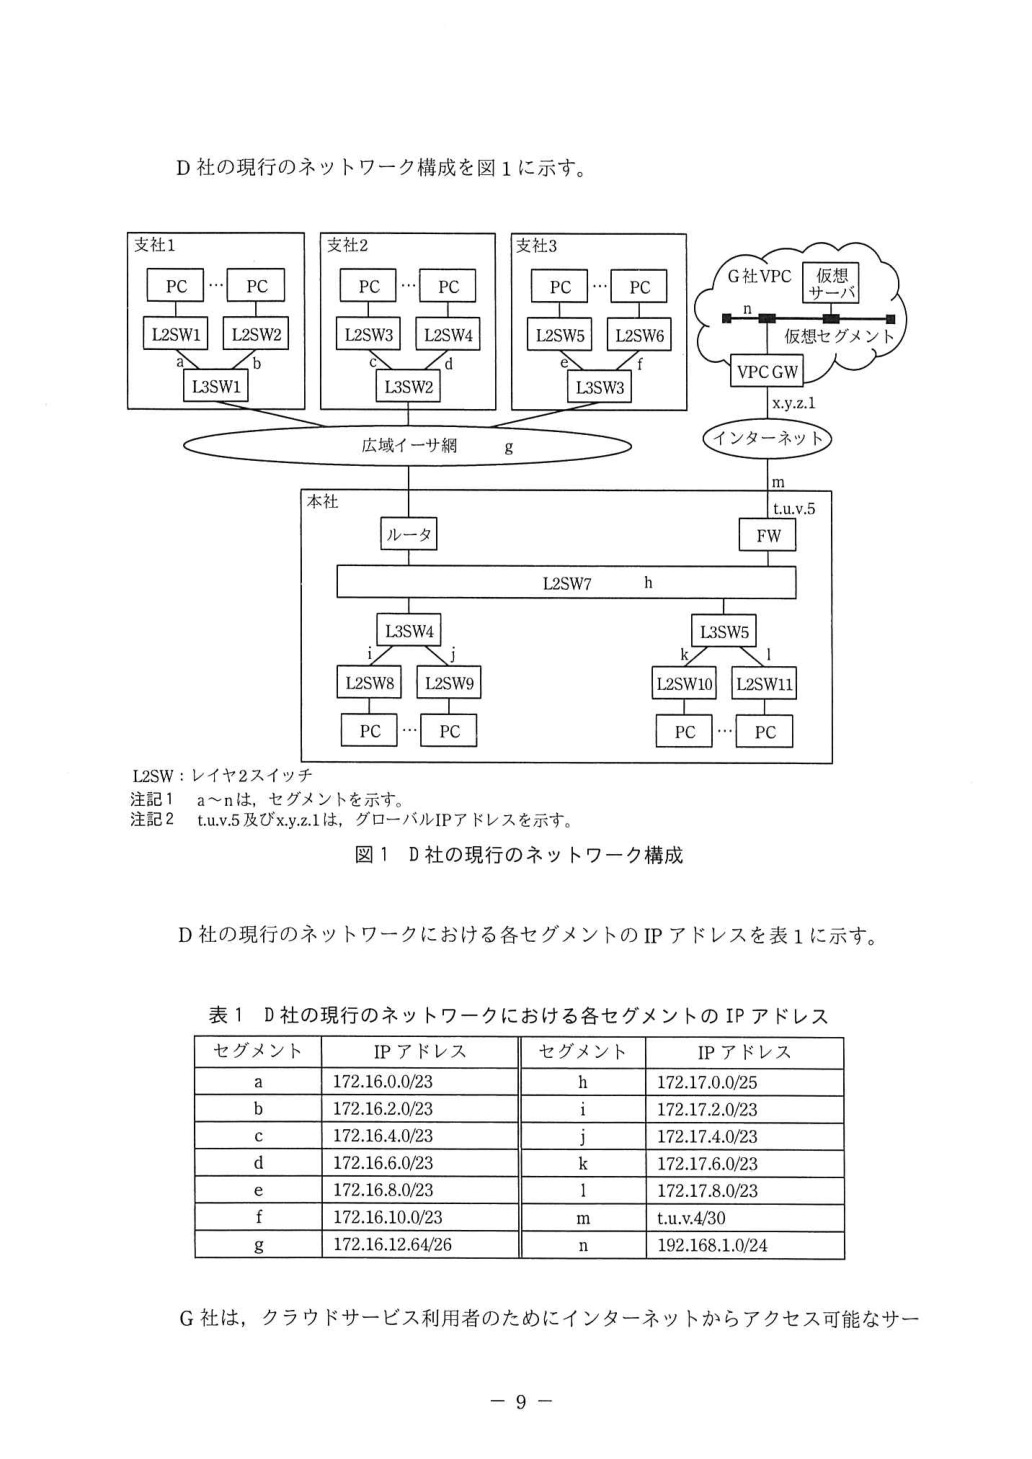 D 社の現行のネットワーク構成を図 1 に示す。
支社1
支社2
支社3
PC … PC
PC … PC
PC … PC
G社VPC
仮想
サーバ
n
L2SW1
L2SW2
L2SW3
L2SW4
L2SW5
L2SW6
仮想セグメント
a
b
c
d
e
f
L3SW1
L3SW2
L3SW3
VPC GW
x.y.z.1
広域イーサ網 g
インターネット
m
本社
t.u.v.5
ルータ
FW
L2SW7 h
L3SW4
L3SW5
i
j
k
l
L2SW8
L2SW9
L2SW10
L2SW11
PC … PC
PC … PC
L2SW：レイヤ2スイッチ
注記1 a～nは，セグメントを示す。
注記2 t.u.v.5及びx.y.z.1は，グローバルIPアドレスを示す。
図 1 D 社の現行のネットワーク構成
D 社の現行のネットワークにおける各セグメントの IP アドレスを表 1 に示す。
表 1 D 社の現行のネットワークにおける各セグメントの IP アドレス
セグメント IP アドレス セグメント IP アドレス
a 172.16.0.0/23 h 172.17.0.0/25
b 172.16.2.0/23 i 172.17.2.0/23
c 172.16.4.0/23 j 172.17.4.0/23
d 172.16.6.0/23 k 172.17.6.0/23
e 172.16.8.0/23 l 172.17.8.0/23
f 172.16.10.0/23 m t.u.v.4/30
g 172.16.12.64/26 n 192.168.1.0/24
G 社は，クラウドサービス利用者のためにインターネットからアクセス可能なサー
－ 9 －